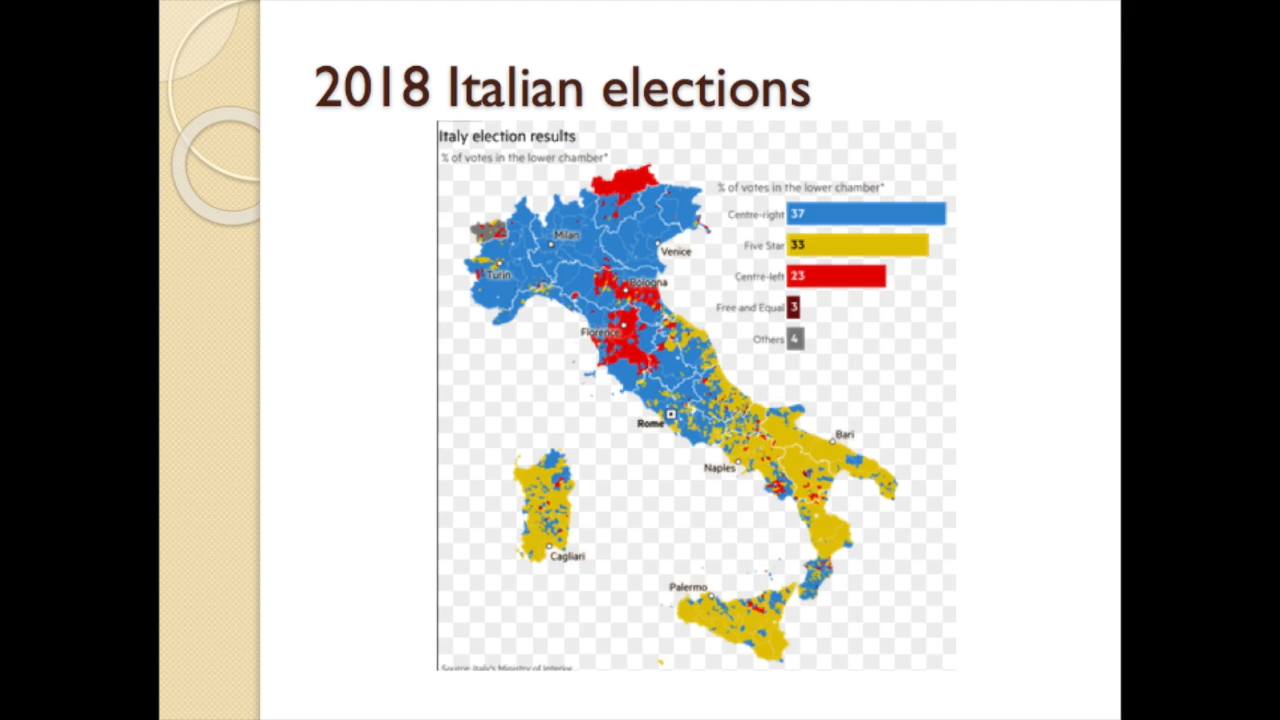 2018 Italian elections
Italy election results
% of votes in the lower chamber*
% of votes in the lower chamber*
Centre-right 37
Five Star 33
Centre-left 23
Free and Equal 3
Others 4
Milan
Venice
Turin
Bologna
Florence
Rome
Bari
Naples
Cagliari
Palermo
Source: Italy's Ministry of Interior